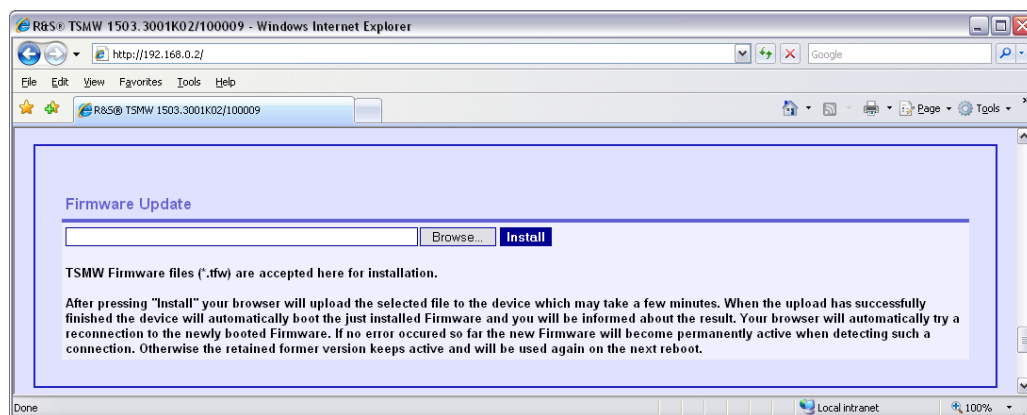 R&S® TSMW 1503.3001K02/100009 - Windows Internet Explorer
http://192.168.0.2/
Google
File Edit View Favorites Tools Help
R&S® TSMW 1503.3001K02/100009
Page Tools
Firmware Update
Browse... Install
TSMW Firmware files (*.tfw) are accepted here for installation.
After pressing "Install" your browser will upload the selected file to the device which may take a few minutes. When the upload has successfully
finished the device will automatically boot the just installed Firmware and you will be informed about the result. Your browser will automatically try a
reconnection to the newly booted Firmware. If no error occured so far the new Firmware will become permanently active when detecting such a
connection. Otherwise the retained former version keeps active and will be used again on the next reboot.
Done Local intranet 100%